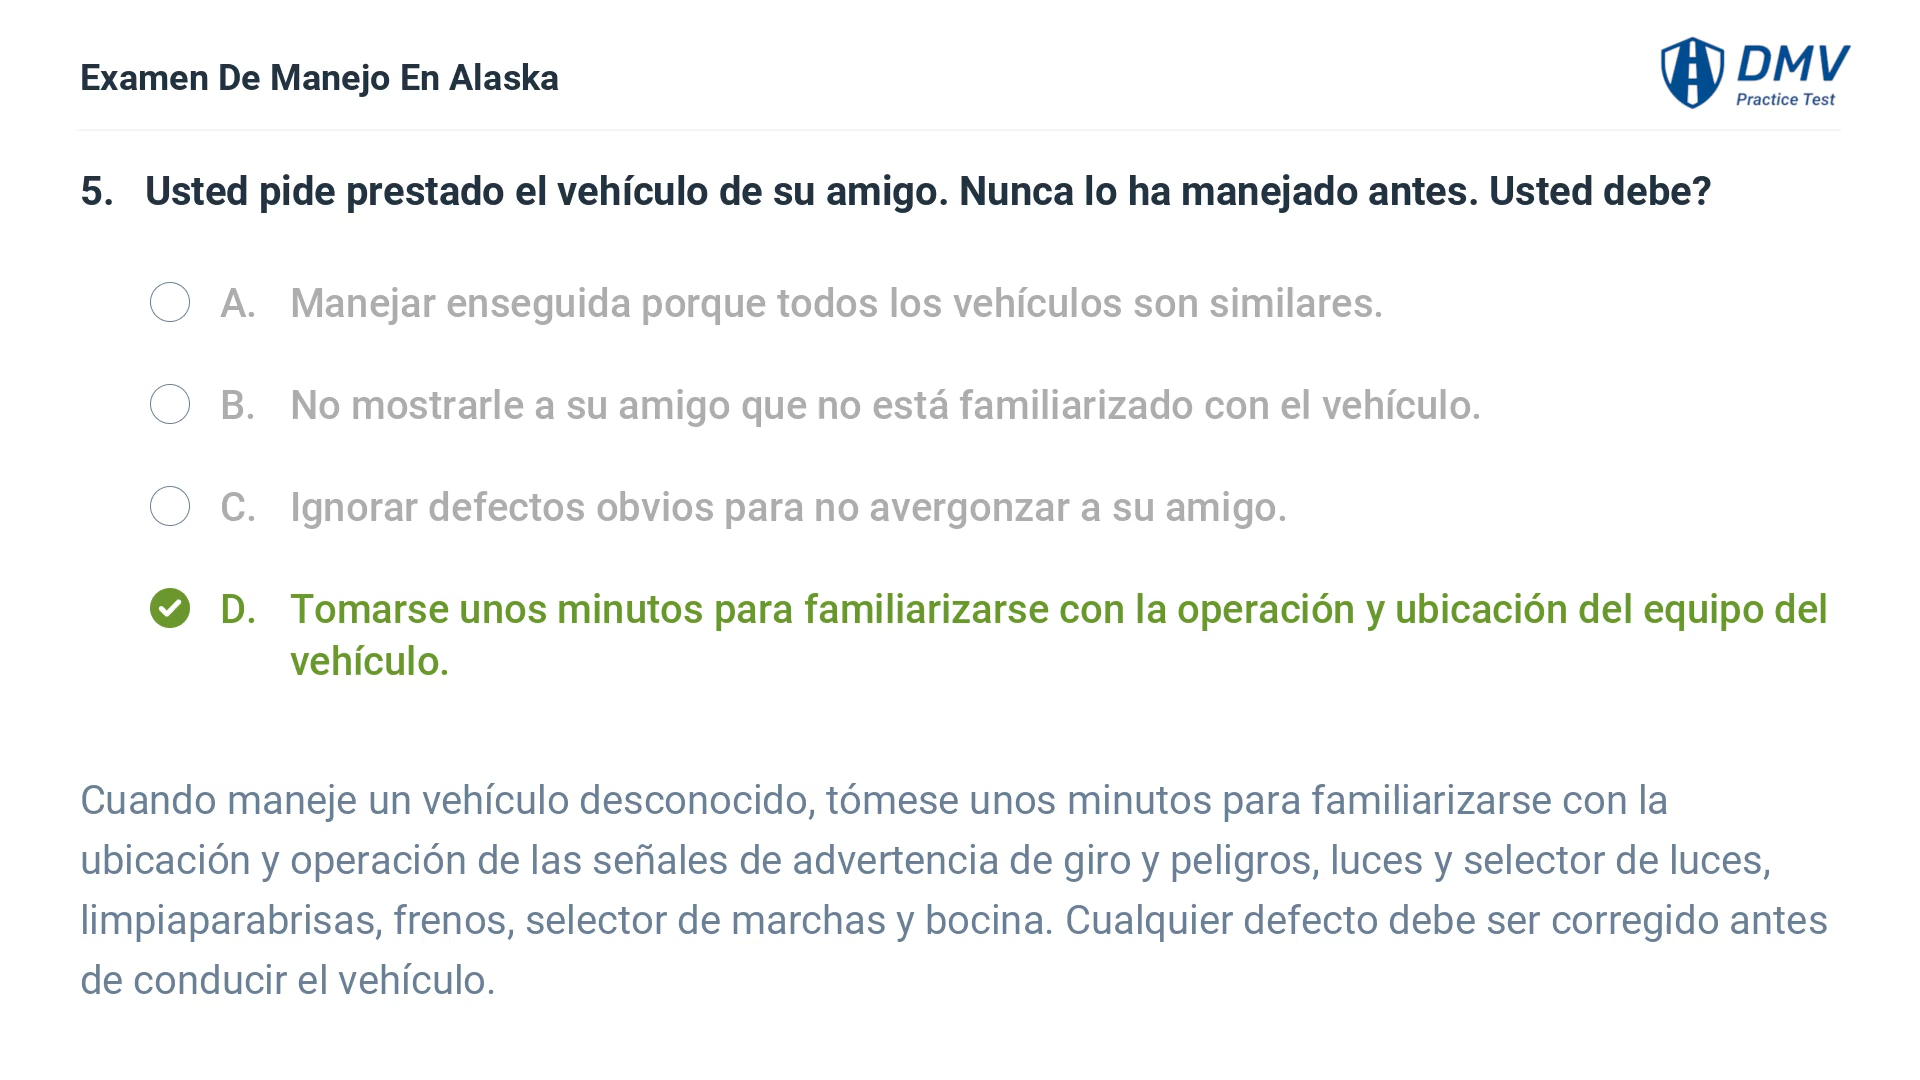 Examen De Manejo En Alaska
DMV
Practice Test
5. Usted pide prestado el vehículo de su amigo. Nunca lo ha manejado antes. Usted debe?
A. Manejar enseguida porque todos los vehículos son similares.
B. No mostrarle a su amigo que no está familiarizado con el vehículo.
C. Ignorar defectos obvios para no avergonzar a su amigo.
D. Tomarse unos minutos para familiarizarse con la operación y ubicación del equipo del
vehículo.
Cuando maneje un vehículo desconocido, tómese unos minutos para familiarizarse con la
ubicación y operación de las señales de advertencia de giro y peligros, luces y selector de luces,
limpiaparabrisas, frenos, selector de marchas y bocina. Cualquier defecto debe ser corregido antes
de conducir el vehículo.